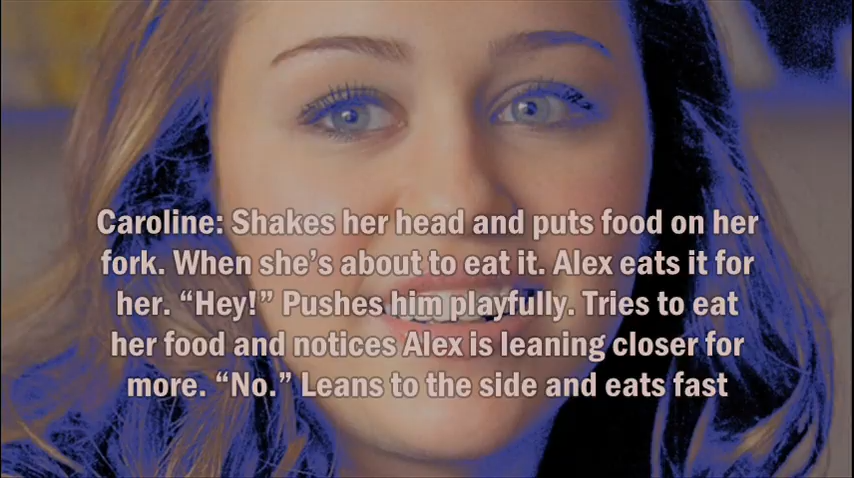 Caroline: Shakes her head and puts food on her
fork. When she’s about to eat it. Alex eats it for
her. “Hey!” Pushes him playfully. Tries to eat
her food and notices Alex is leaning closer for
more. “No.” Leans to the side and eats fast